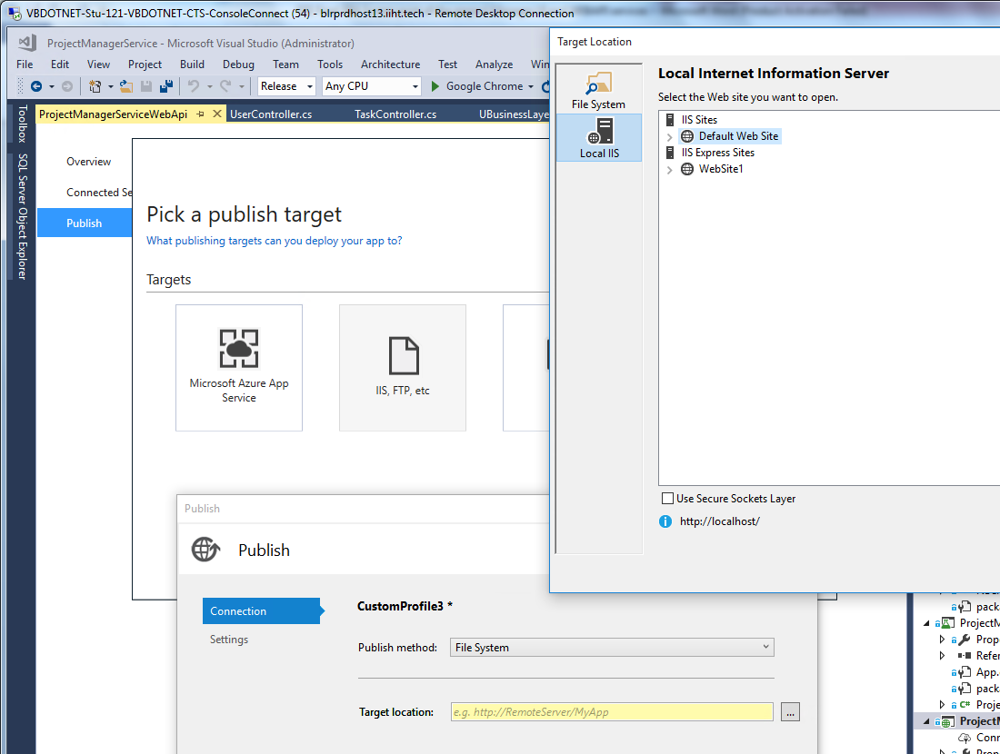 VBDOTNET-Stu-121-VBDOTNET-CTS-ConsoleConnect (54) - blrprdhost13.iiht.tech - Remote Desktop Connection
ProjectManagerService - Microsoft Visual Studio (Administrator)
File Edit View Project Build Debug Team Tools Architecture Test Analyze Win
Release Any CPU Google Chrome
ProjectManagerServiceWebApi UserController.cs TaskController.cs UBusinessLaye
Toolbox
SQL Server Object Explorer
Overview
Connected Se
Publish
Pick a publish target
What publishing targets can you deploy your app to?
Targets
Microsoft Azure App
Service
IIS, FTP, etc
Target Location
File System
Local IIS
Local Internet Information Server
Select the Web site you want to open.
IIS Sites
Default Web Site
IIS Express Sites
WebSite1
Use Secure Sockets Layer
http://localhost/
Publish
Publish
Connection
Settings
CustomProfile3 *
Publish method: File System
Target location: e.g. http://RemoteServer/MyApp ...
pack
ProjectM
Prop
Refer
App.
pack
Proje
ProjectM
Conn